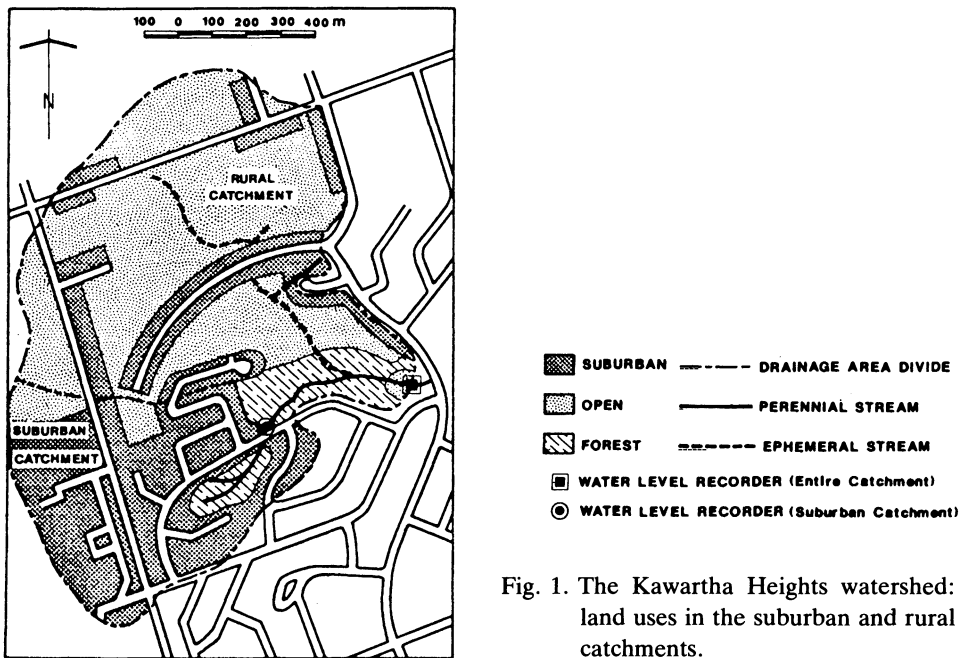 100 0 100 200 300 400 m
N
RURAL
CATCHMENT
SUBURBAN
CATCHMENT
SUBURBAN
DRAINAGE AREA DIVIDE
OPEN
PERENNIAL STREAM
FOREST
EPHEMERAL STREAM
WATER LEVEL RECORDER (Entire Catchment)
WATER LEVEL RECORDER (Suburban Catchment)
Fig. 1. The Kawartha Heights watershed:
land uses in the suburban and rural
catchments.